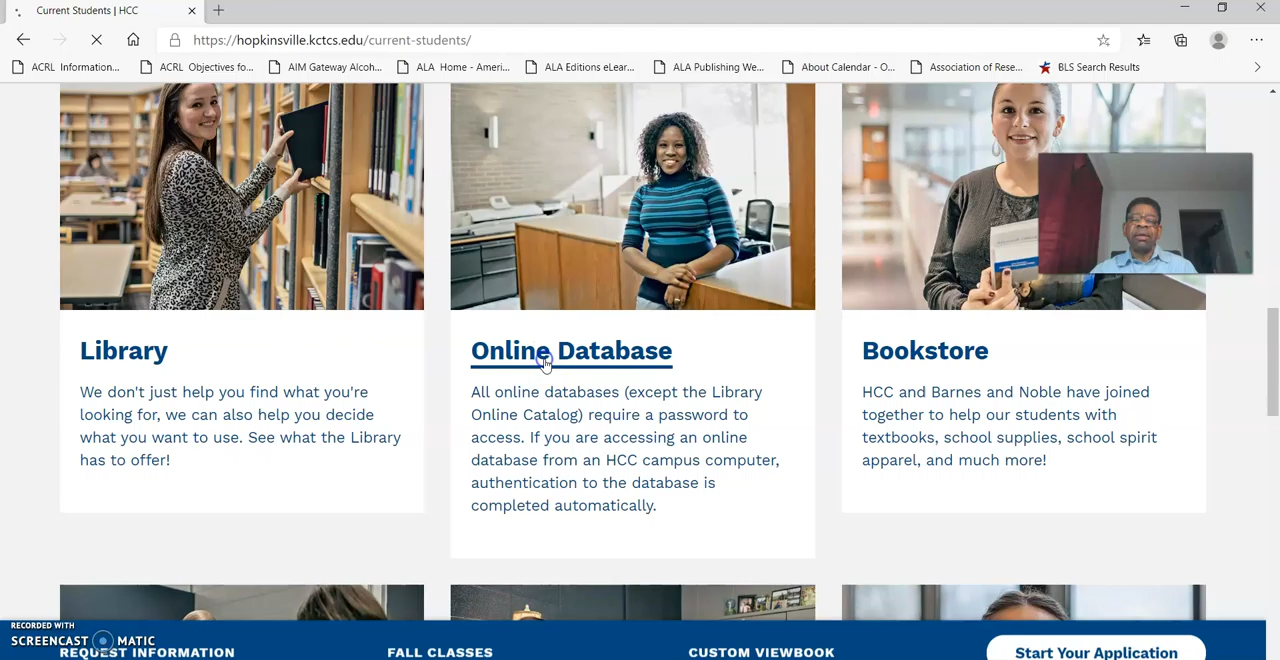 Current Students | HCC
https://hopkinsville.kctcs.edu/current-students/
ACRL Information...
ACRL Objectives fo...
AIM Gateway Alcoh...
ALA Home - Ameri...
ALA Editions eLear...
ALA Publishing We...
About Calendar - O...
Association of Rese...
BLS Search Results
Library
We don't just help you find what you're
looking for, we can also help you decide
what you want to use. See what the Library
has to offer!
Online Database
All online databases (except the Library
Online Catalog) require a password to
access. If you are accessing an online
database from an HCC campus computer,
authentication to the database is
completed automatically.
Bookstore
HCC and Barnes and Noble have joined
together to help our students with
textbooks, school supplies, school spirit
apparel, and much more!
RECORDED WITH
SCREENCAST MATIC
REQUEST INFORMATION
FALL CLASSES
CUSTOM VIEWBOOK
Start Your Application